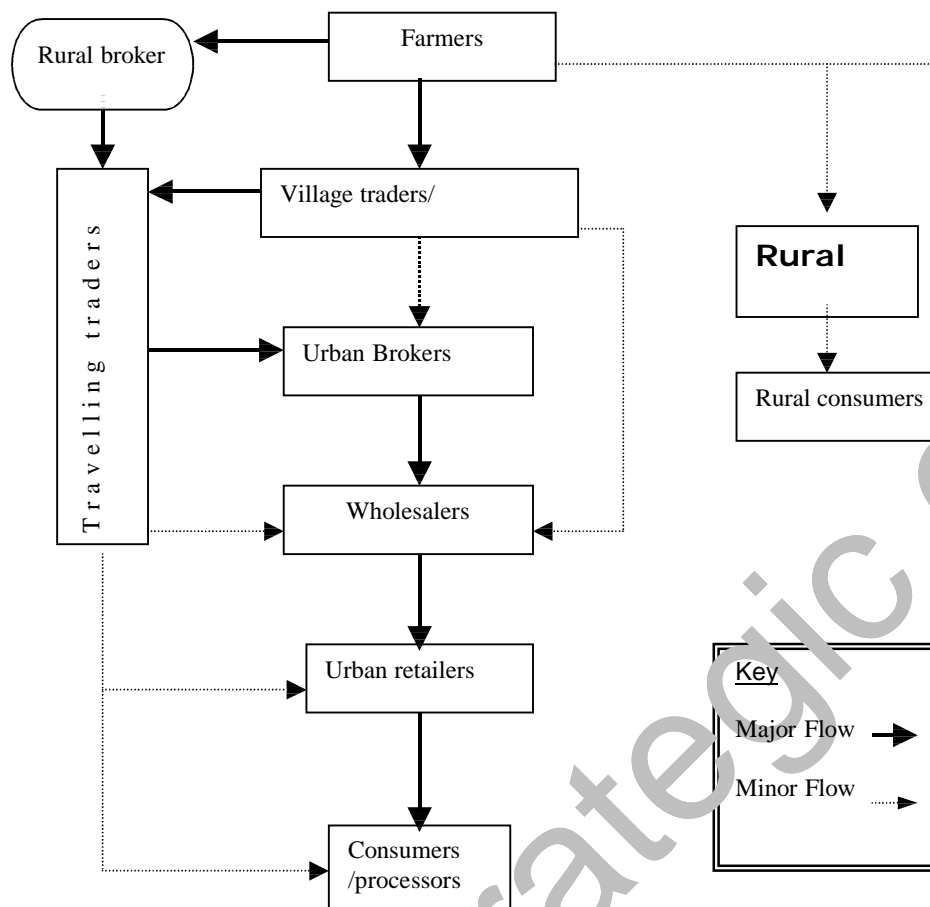 Farmers
Rural broker
Village traders/
Travelling traders
Rural
Urban Brokers
Rural consumers
Wholesalers
Urban retailers
Key
Major Flow
Minor Flow
Consumers
/processors